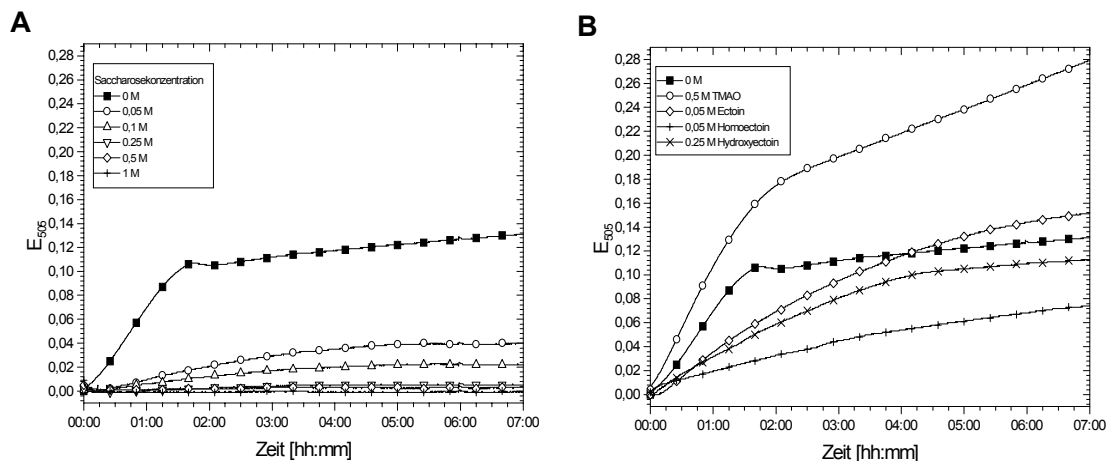 A
0,28
0,26
0,24
0,22
0,20
0,18
0,16
0,14
0,12
0,10
0,08
0,06
0,04
0,02
0,00
E505
Saccharosekonzentration
0 M
0,05 M
0,1 M
0.25 M
0,5 M
1 M
00:00 01:00 02:00 03:00 04:00 05:00 06:00 07:00
Zeit [hh:mm]
B
0,28
0,26
0,24
0,22
0,20
0,18
0,16
0,14
0,12
0,10
0,08
0,06
0,04
0,02
0,00
E505
0 M
0,5 M TMAO
0,05 M Ectoin
0,05 M Homoectoin
0.25 M Hydroxyectoin
00:00 01:00 02:00 03:00 04:00 05:00 06:00 07:00
Zeit [hh:mm]